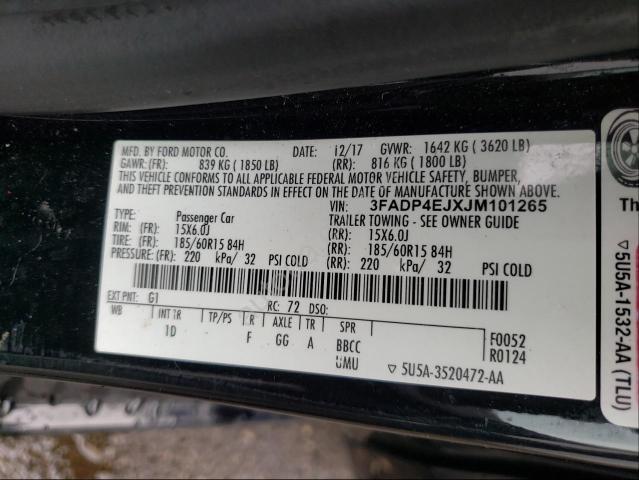 MFD. BY FORD MOTOR CO. DATE: 12/17 GVWR: 1642 KG ( 3620 LB)
GAWR: (FR): 839 KG ( 1850 LB) (RR): 816 KG ( 1800 LB)
THIS VEHICLE CONFORMS TO ALL APPLICABLE FEDERAL MOTOR VEHICLE SAFETY, BUMPER,
AND THEFT PREVENTION STANDARDS IN EFFECT ON THE DATE OF MANUFACTURE SHOWN ABOVE.
VIN: 3FADP4EJXJM101265
TYPE: Passenger Car TRAILER TOWING - SEE OWNER GUIDE
RIM: (FR): 15X6.0J (RR): 15X6.0J
TIRE: (FR): 185/60R15 84H (RR): 185/60R15 84H
PRESSURE: (FR): 220 kPa/ 32 PSI COLD (RR): 220 kPa/ 32 PSI COLD
EXT PNT: G1 RC: 72 DSO:
WB INT TR TP/PS R AXLE TR SPR
1D F GG A BBCC
UMU
F0052
R0124
▽ 5U5A-3520472-AA
▽ 5U5A-1532-AA (TLU)